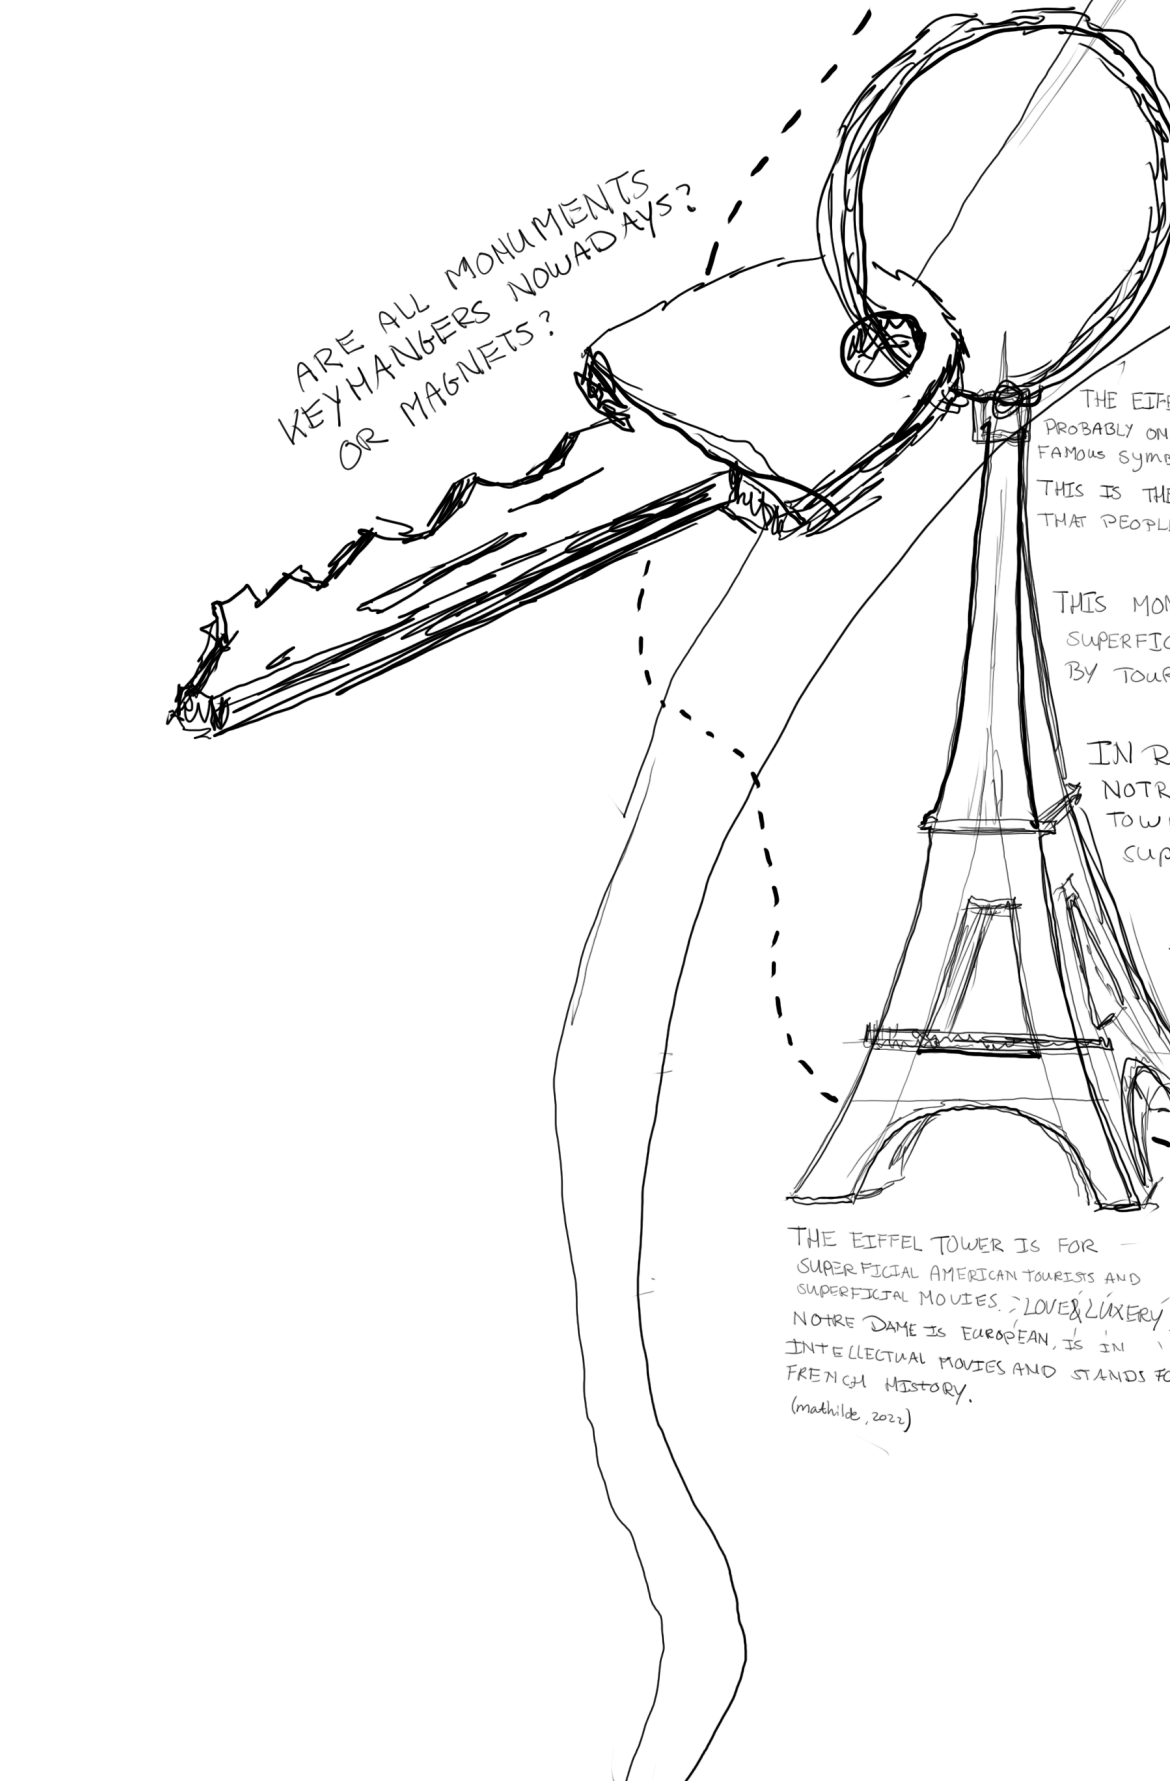 ARE ALL MONUMENTS
KEYHANGERS NOWADAYS?
OR MAGNETS?
THE EIFF
PROBABLY ON
FAMOUS SYMB
THIS IS THE
THAT PEOPL
THIS MON
SUPERFIC
BY TOUR
IN R
NOTR
TOW
SUP
THE EIFFEL TOWER IS FOR
SUPERFICIAL AMERICAN TOURISTS AND
SUPERFICIAL MOVIES. LOVE & LUXERY
NOTRE DAME IS EUROPEAN, IS IN
INTELLECTUAL MOVIES AND STANDS FO
FRENCH HISTORY.
(mathilde, 2022)